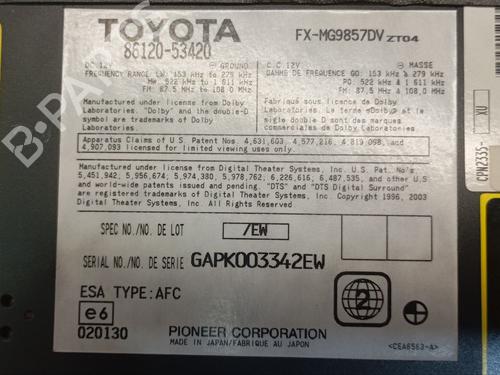 TOYOTA
86120-53420
FX-MG9857DV ZT04
DC 12V GROUND
FREQUENCY RANGE LW: 153 kHz to 279 kHz
MW: 522 kHz to 1 611 kHz
FM: 87.5 MHz to 108.0 MHz
C.C 12V MASSE
GAMME DE FREQUENCE GO: 153 kHz à 279 kHz
PO: 522 kHz à 1 611 kHz
FM: 87.5 MHz à 108.0 MHz
Manufactured under license from Dolby
Laboratories. "Dolby" and the double-D
symbol are trademarks of Dolby
Laboratories.
Fabriqué sous license de Dolby
Laboratories. Le terme «Dolby» et le
sigle double D sont des marques
commerciales de Dolby Laboratories.
Apparatus Claims of U.S. Patent Nos. 4,631,603, 4,577,216, 4,819,098, and
4,907,093 licensed for limited viewing uses only.
Manufactured under license from Digital Theater Systems, Inc. U.S. Pat. No's
5,451,942, 5,956,674, 5,974,380, 5,978,762, 6,226,616, 6,487,535, and other U.S.
and world-wide patents issued and pending. "DTS" and "DTS Digital Surround"
are registered trademarks of Digital Theater Systems, Inc. Copyright 1996, 2003
Digital Theater Systems, Inc. All Rights Reserved
SPEC NO./NO. DE LOT /EW
SERIAL NO./NO. DE SERIE GAPK003342EW
ESA TYPE: AFC
e6
020130
2
PIONEER CORPORATION
MADE IN JAPAN/FABRIQUE AU JAPON
<CEA6563-A>
CPN2335- XU
B-PARTS